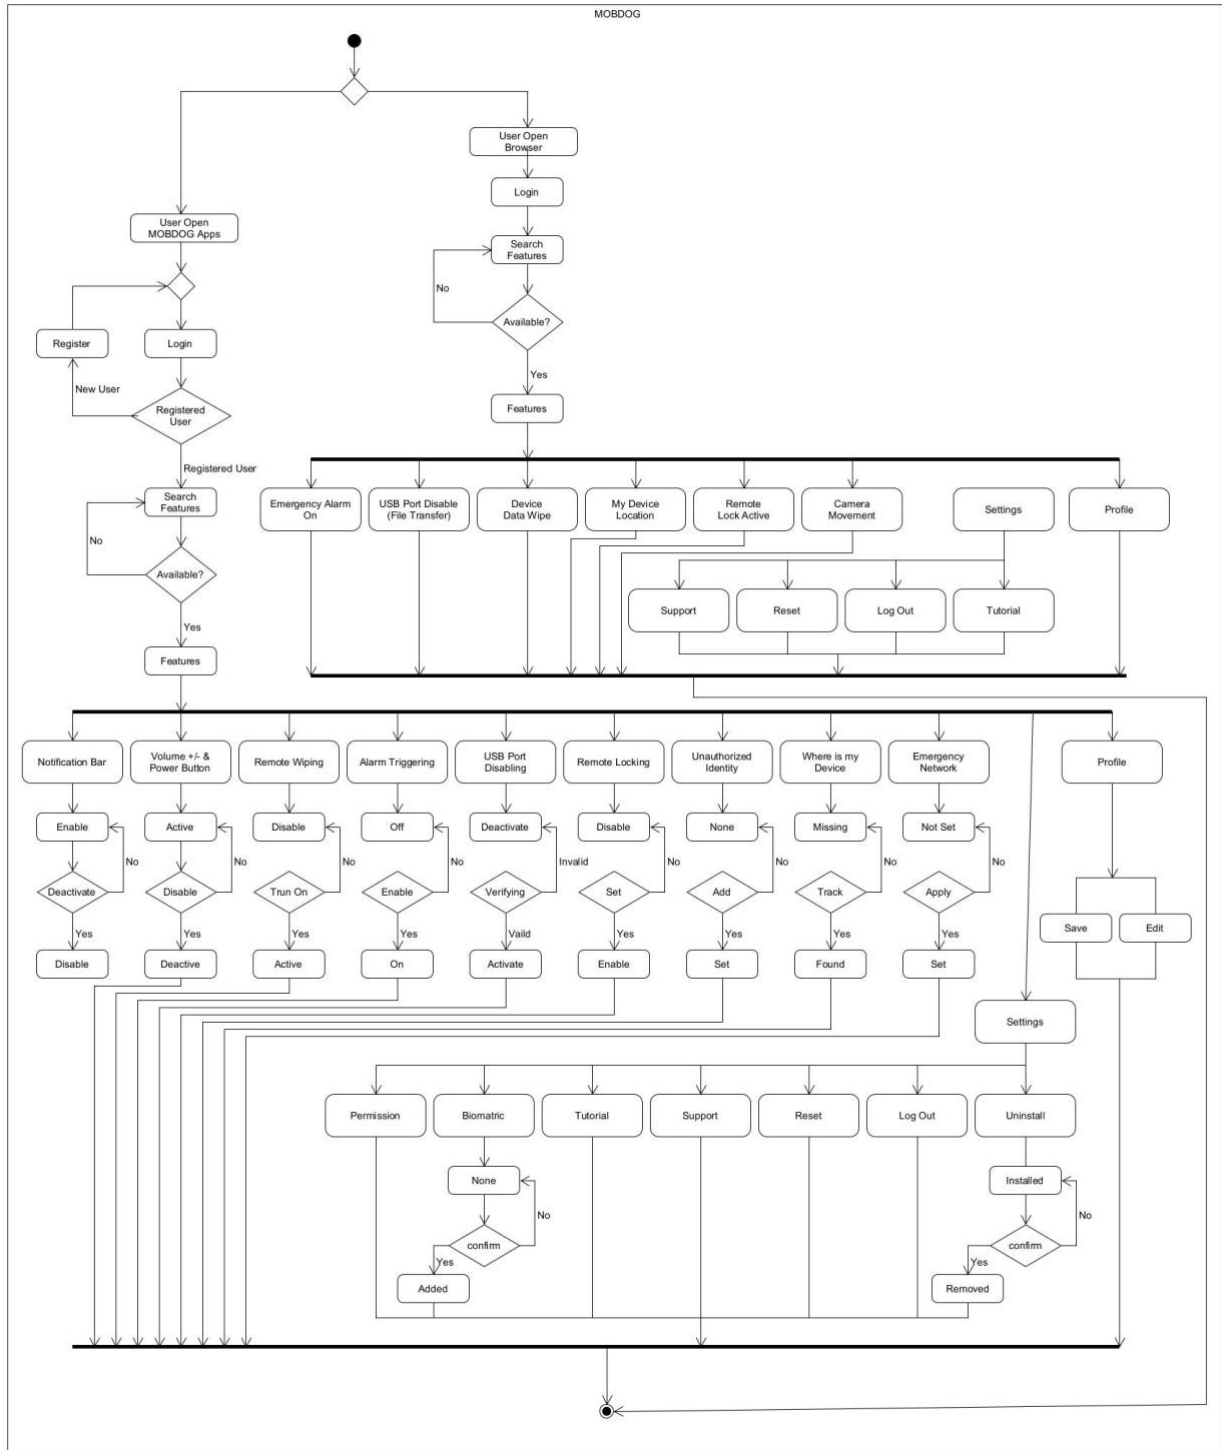 MOBDOG
User Open
Browser
Login
User Open
MOBDOG Apps
Search
Features
No
Available?
Register
Login
Yes
New User
Registered
User
Features
Registered User
Search
Features
Emergency Alarm
On
USB Port Disable
(File Transfer)
Device
Data Wipe
My Device
Location
Remote
Lock Active
Camera
Movement
Settings
Profile
No
Available?
Support
Reset
Log Out
Tutorial
Yes
Features
Notification Bar
Volume +/- &
Power Button
Remote Wiping
Alarm Triggering
USB Port
Disabling
Remote Locking
Unauthorized
Identity
Where is my
Device
Emergency
Network
Profile
Enable
Active
Disable
Off
Deactivate
Disable
None
Missing
Not Set
No
No
No
No
Invalid
No
No
No
No
Deactivate
Disable
Trun On
Enable
Verifying
Set
Add
Track
Apply
Yes
Yes
Yes
Yes
Vaild
Yes
Yes
Yes
Yes
Save
Edit
Disable
Deactive
Active
On
Activate
Enable
Set
Found
Set
Settings
Permission
Biomatric
Tutorial
Support
Reset
Log Out
Uninstall
None
Installed
No
No
confirm
confirm
Yes
Yes
Added
Removed